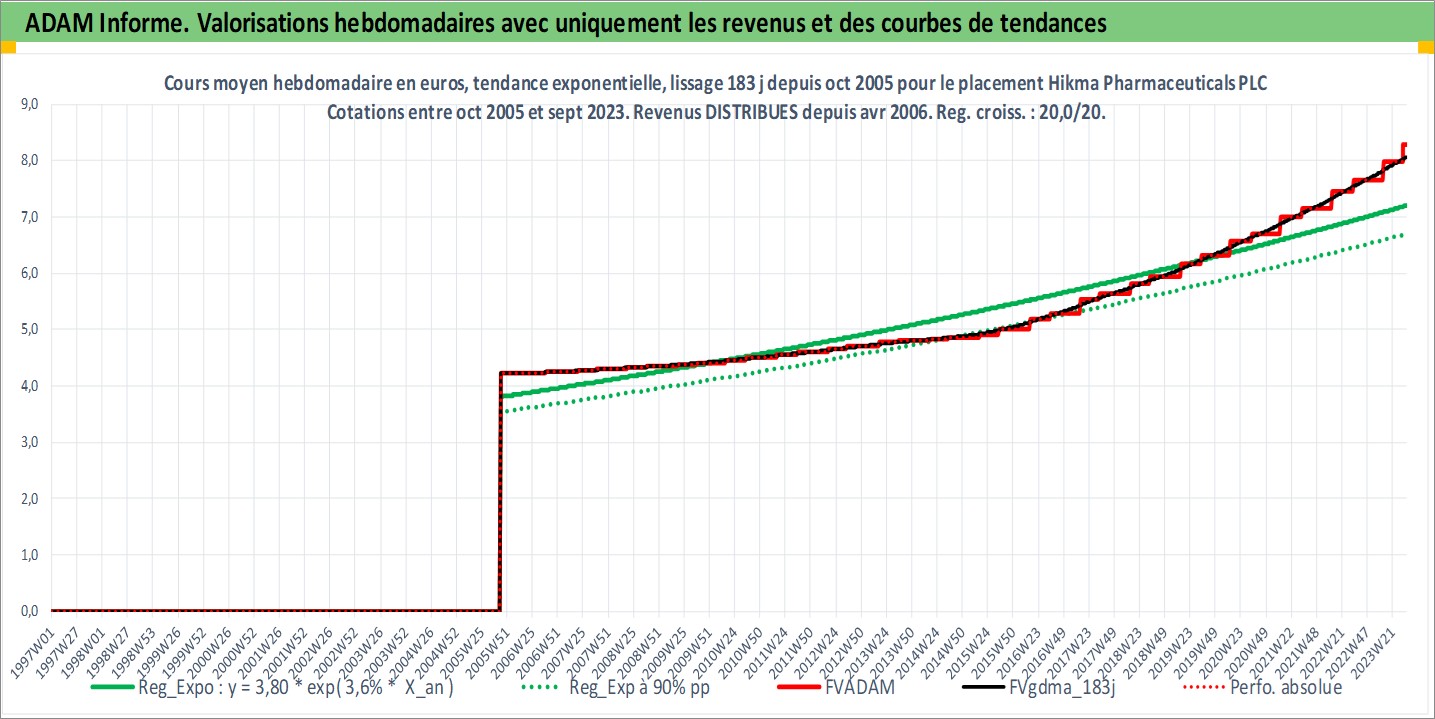 ADAM Informe. Valorisations hebdomadaires avec uniquement les revenus et des courbes de tendances
Cours moyen hebdomadaire en euros, tendance exponentielle, lissage 183 j depuis oct 2005 pour le placement Hikma Pharmaceuticals PLC
Cotations entre oct 2005 et sept 2023. Revenus DISTRIBUES depuis avr 2006. Reg. croiss. : 20,0/20.
9,0
8,0
7,0
6,0
5,0
4,0
3,0
2,0
1,0
0,0
1997W01
1997W27
1998W01
1998W27
1998W53
1999W26
1999W52
2000W26
2000W52
2001W26
2001W52
2002W26
2002W52
2003W26
2003W52
2004W26
2004W52
2005W25
2005W51
2006W25
2006W51
2007W25
2007W51
2008W25
2008W51
2009W25
2009W51
2010W24
2010W50
2011W24
2011W50
2012W24
2012W50
2013W24
2013W50
2014W24
2014W50
2015W24
2015W50
2016W23
2016W49
2017W23
2017W49
2018W23
2018W49
2019W23
2019W49
2020W23
2020W49
2021W22
2021W48
2022W21
2022W47
2023W21
Reg_Expo : y = 3,80 * exp( 3,6% * X_an )
Reg_Exp à 90% pp
FVADAM
FVgdma_183j
Perfo. absolue